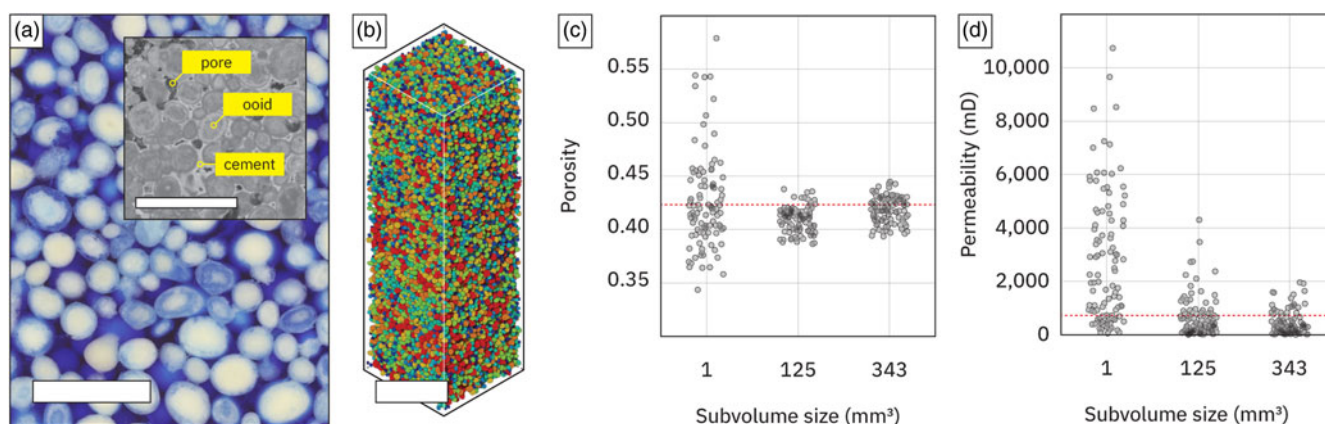 (a)
pore
ooid
cement
(b)
(c)
Porosity
0.55
0.50
0.45
0.40
0.35
1 125 343
Subvolume size (mm³)
(d)
Permeability (mD)
10,000
8,000
6,000
4,000
2,000
0
1 125 343
Subvolume size (mm³)